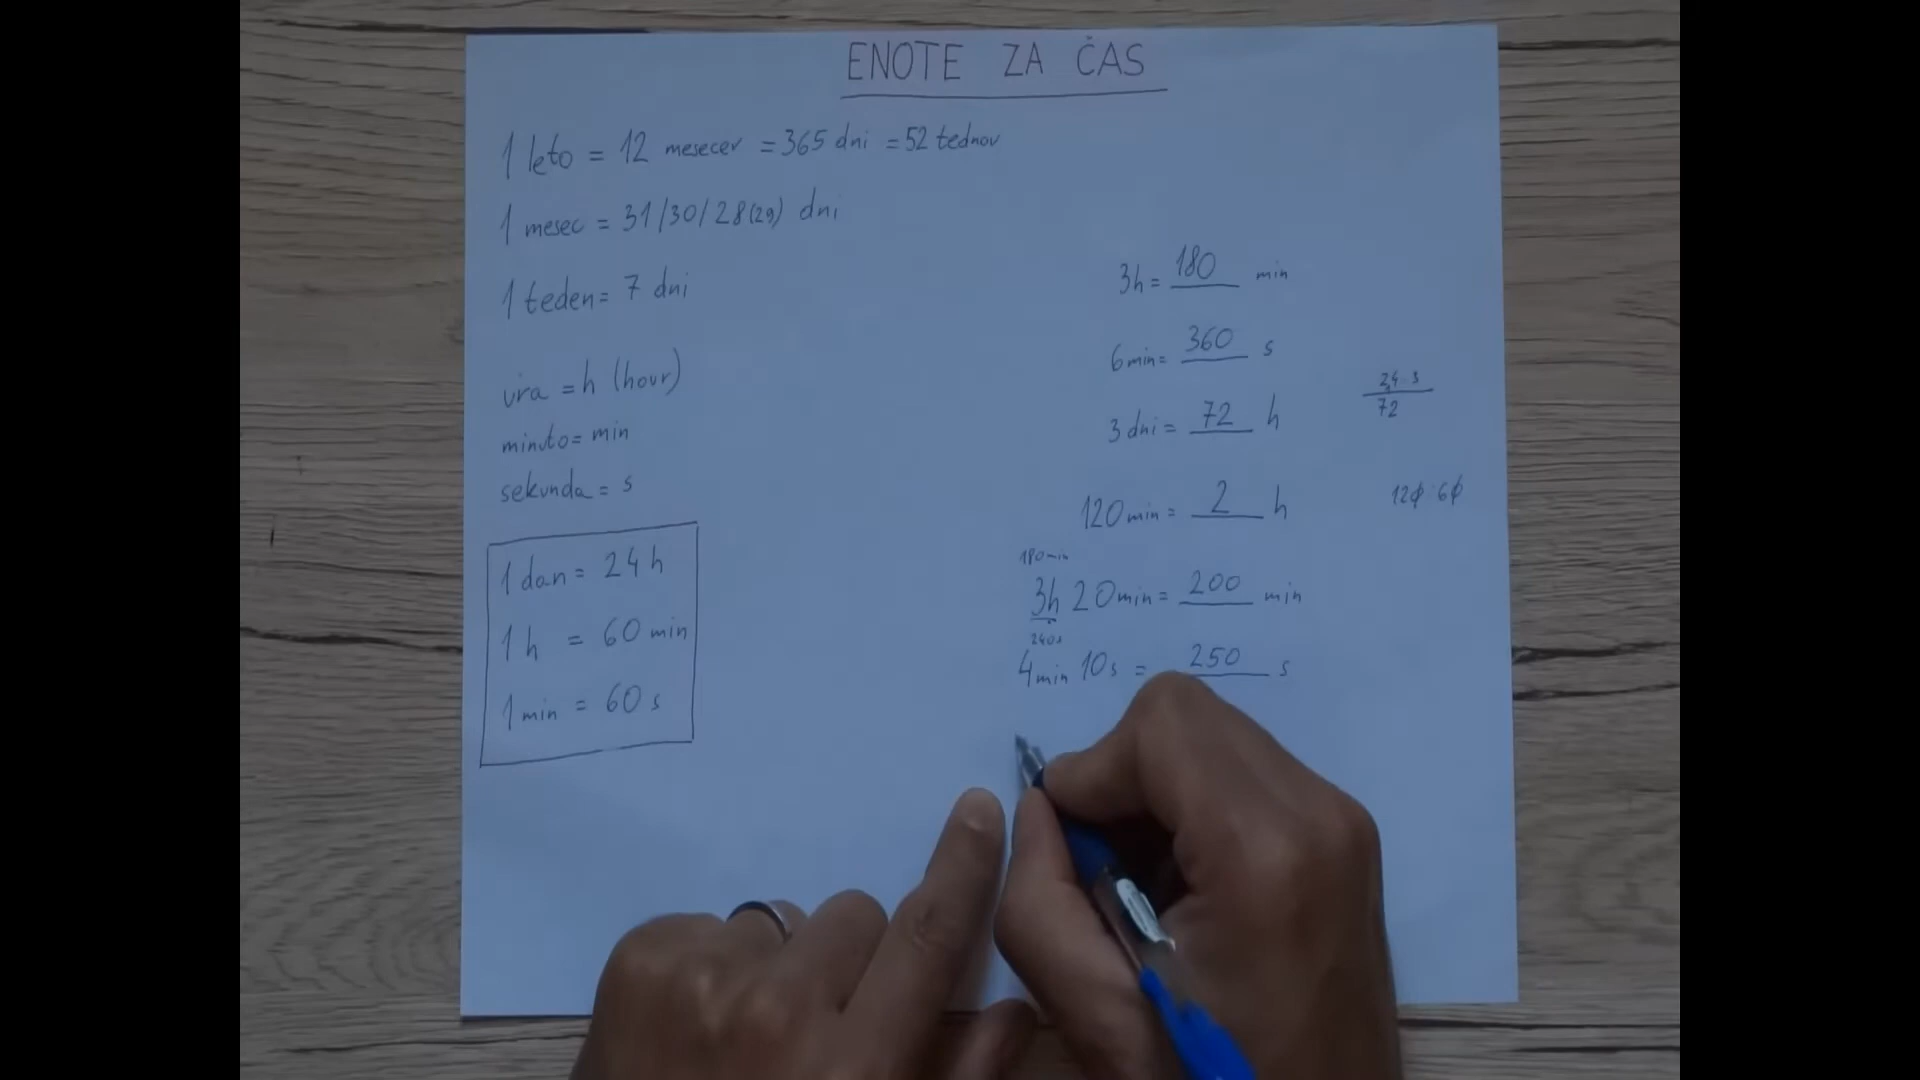 ENOTE ZA ČAS
1 leto = 12 mesecev = 365 dni = 52 tednov
1 mesec = 31/30/28(29) dni
1 teden = 7 dni
ura = h (hour)
minuto = min
sekunda = s
1 dan = 24 h
1 h = 60 min
1 min = 60 s
3h = 180 min
6 min = 360 s
3 dni = 72 h
24 · 3
72
120 min = 2 h
120 : 60
180 min
3h 20 min = 200 min
240 s
4 min 10 s = 250 s